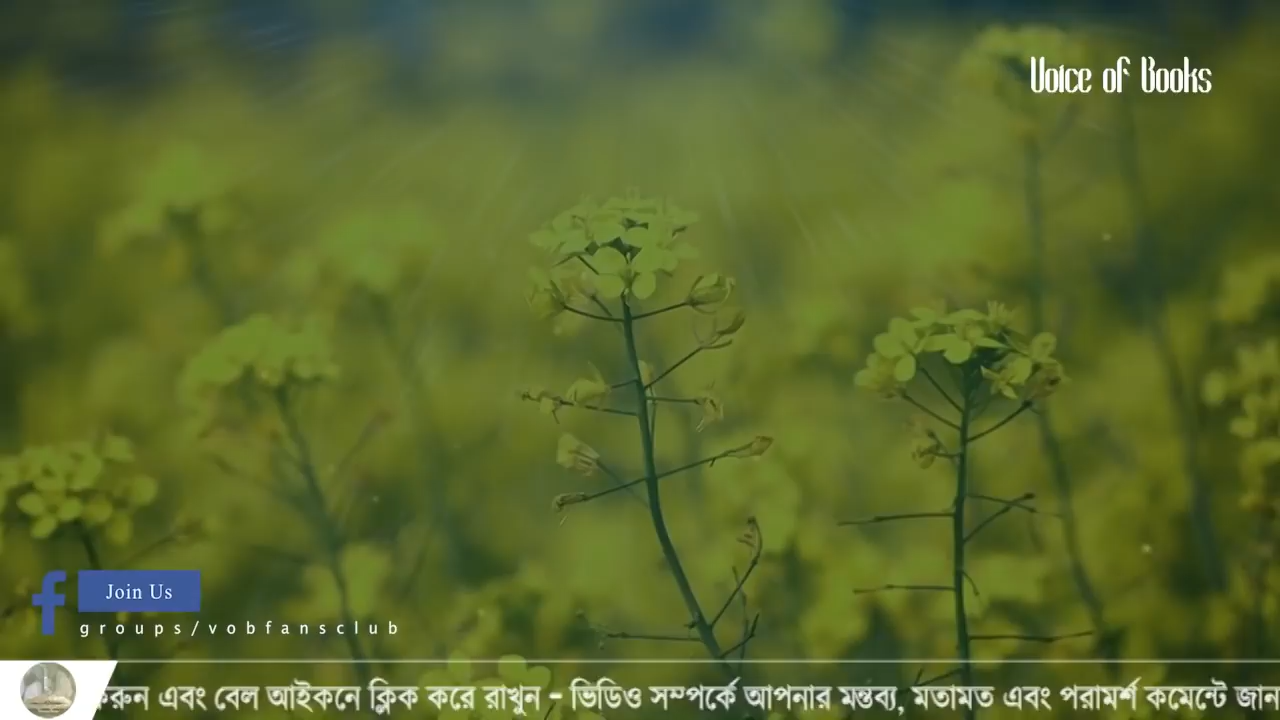 Voice of Books
Join Us
groups/vobfansclub
করুন এবং বেল আইকনে ক্লিক করে রাখুন - ভিডিও সম্পর্কে আপনার মন্তব্য, মতামত এবং পরামর্শ কমেন্টে